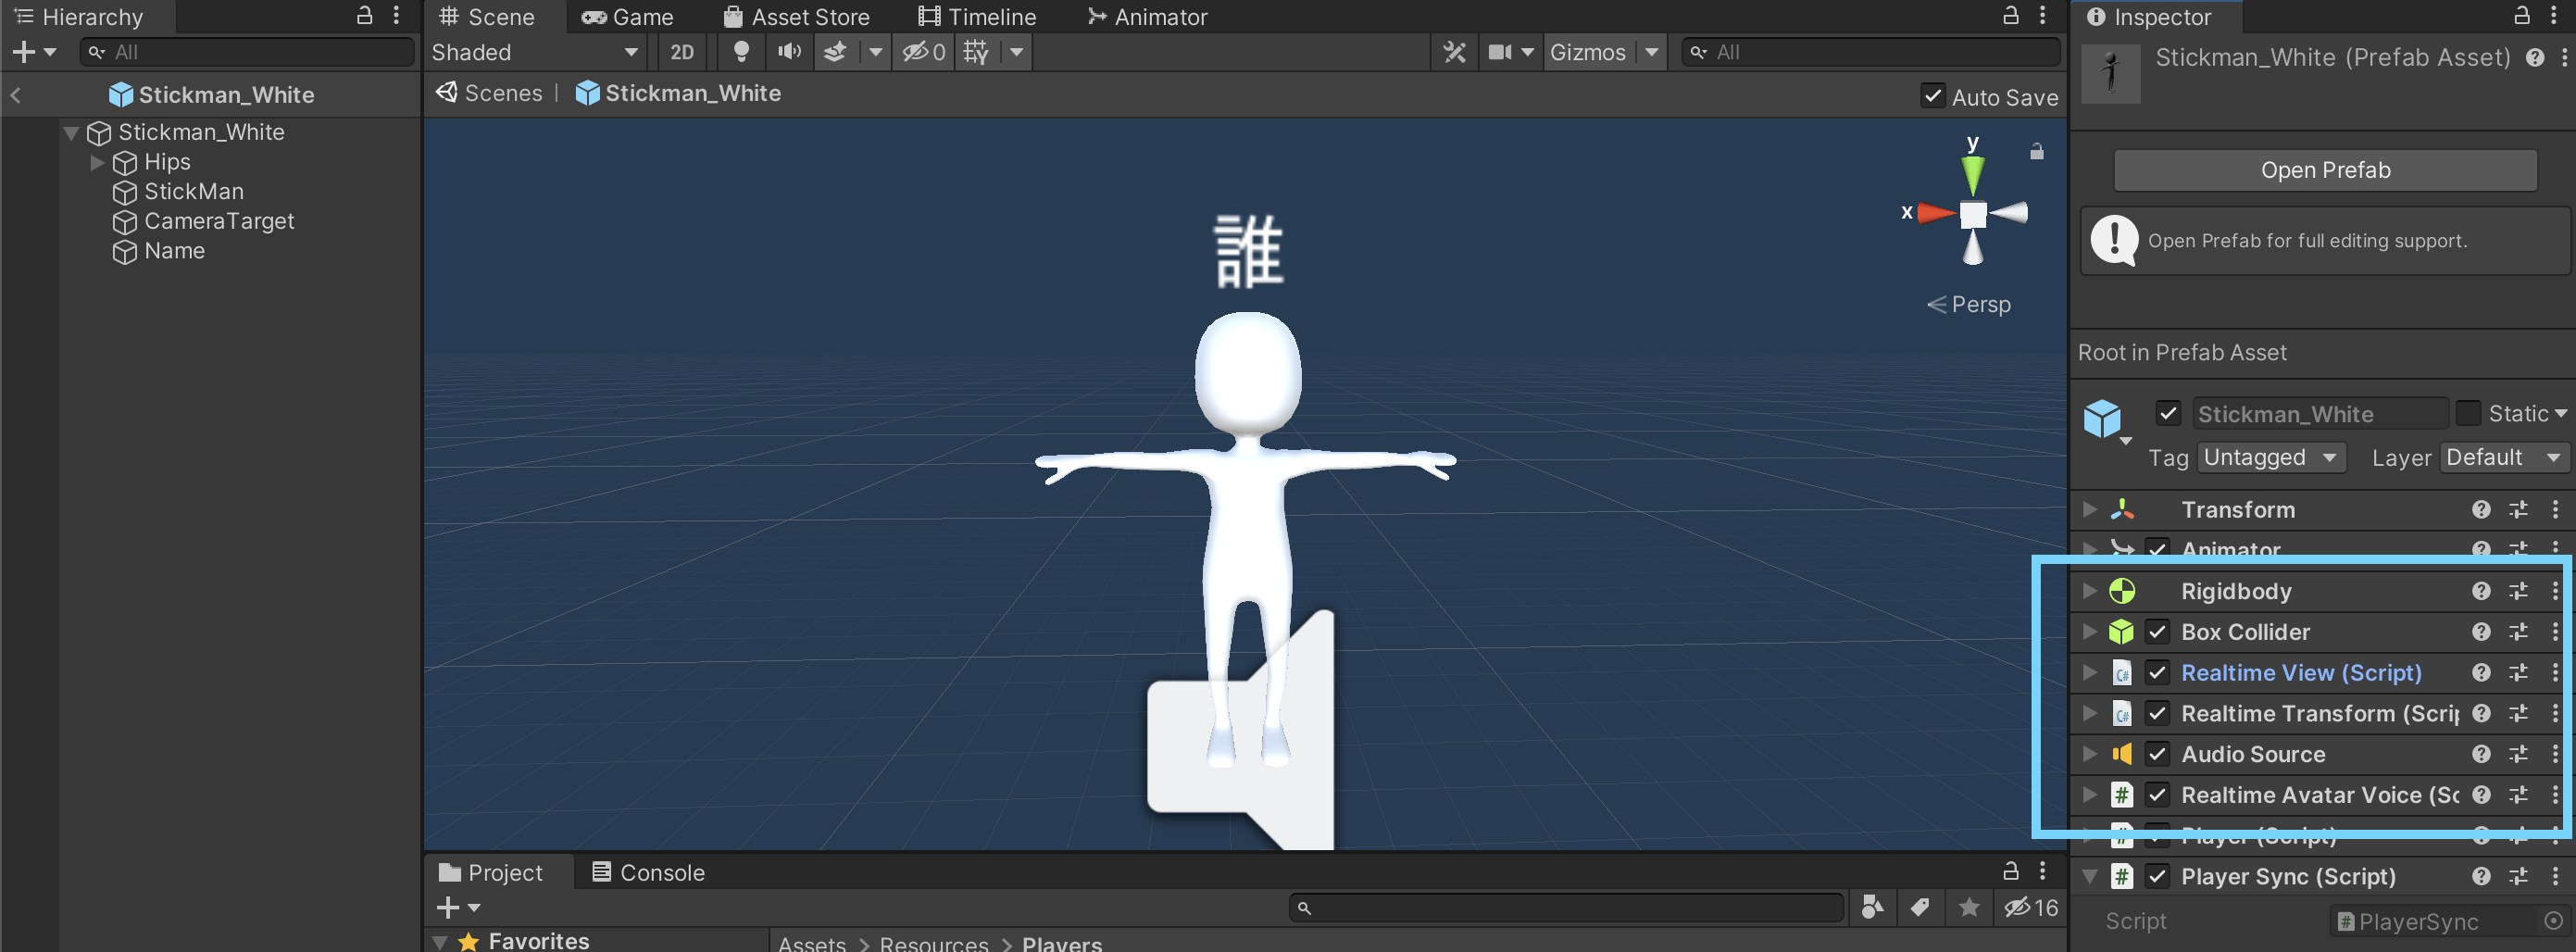 Hierarchy
All
Stickman_White
Stickman_White
Hips
StickMan
CameraTarget
Name
Scene Game Asset Store Timeline Animator
Shaded 2D 0 Gizmos All
Scenes | Stickman_White Auto Save
y
x
Persp
誰
Project Console
16
Favorites
Assets > Resources > Players
Inspector
Stickman_White (Prefab Asset)
Open Prefab
Open Prefab for full editing support.
Root in Prefab Asset
Stickman_White Static
Tag Untagged Layer Default
Transform
Animator
Rigidbody
Box Collider
Realtime View (Script)
Realtime Transform (Scrip
Audio Source
Realtime Avatar Voice (Sc
Player (Script)
Player Sync (Script)
Script PlayerSync